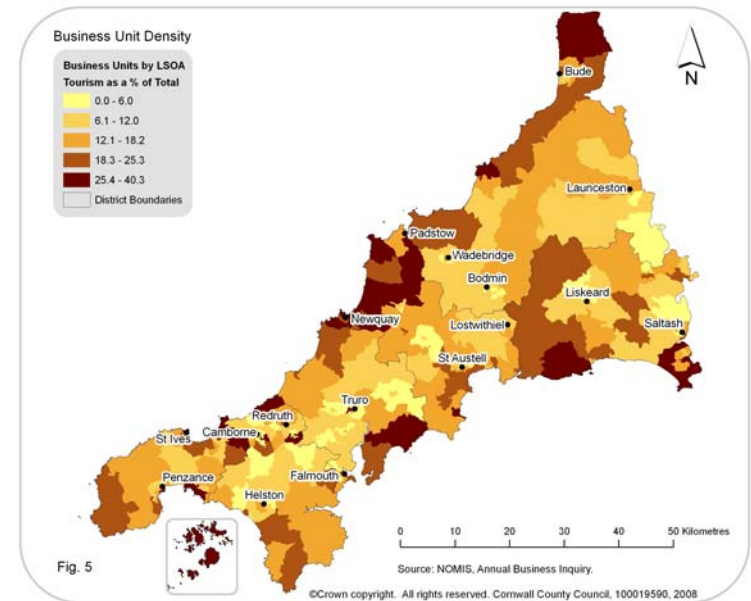 Business Unit Density
Business Units by LSOA
Tourism as a % of Total
0.0 - 6.0
6.1 - 12.0
12.1 - 18.2
18.3 - 25.3
25.4 - 40.3
District Boundaries
N
Bude
Launceston
Padstow
Wadebridge
Bodmin
Liskeard
Newquay
Lostwithiel
Saltash
St Austell
Truro
Redruth
Camborne
St Ives
Penzance
Falmouth
Helston
0 10 20 30 40 50 Kilometres
Fig. 5
Source: NOMIS, Annual Business Inquiry.
©Crown copyright. All rights reserved. Cornwall County Council, 100019590, 2008